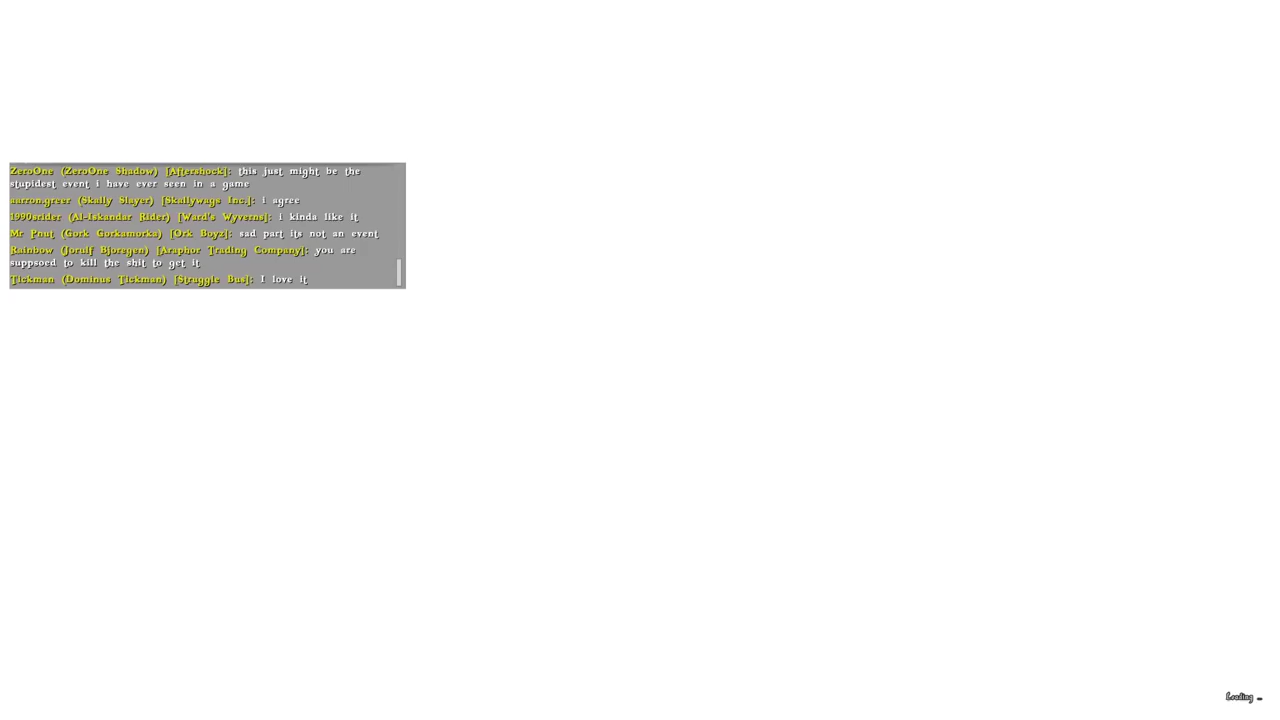 ZeroOne (ZeroOne Shadow) [Aftershock]: this just might be the
stupidest event i have ever seen in a game
aarron.greer (Skally Slayer) [Skallywags Inc.]: i agree
1990srider (Al-Iskandar Rider) [Ward's Wyverns]: i kinda like it
Mr Pnut (Gork Gorkamorka) [Ork Boyz]: sad part its not an event
Rainbow (Jorulf Bjoregen) [Araphor Trading Company]: you are
suppsoed to kill the shit to get it
Tickman (Dominus Tickman) [Struggle Bus]: I love it
Loading ...